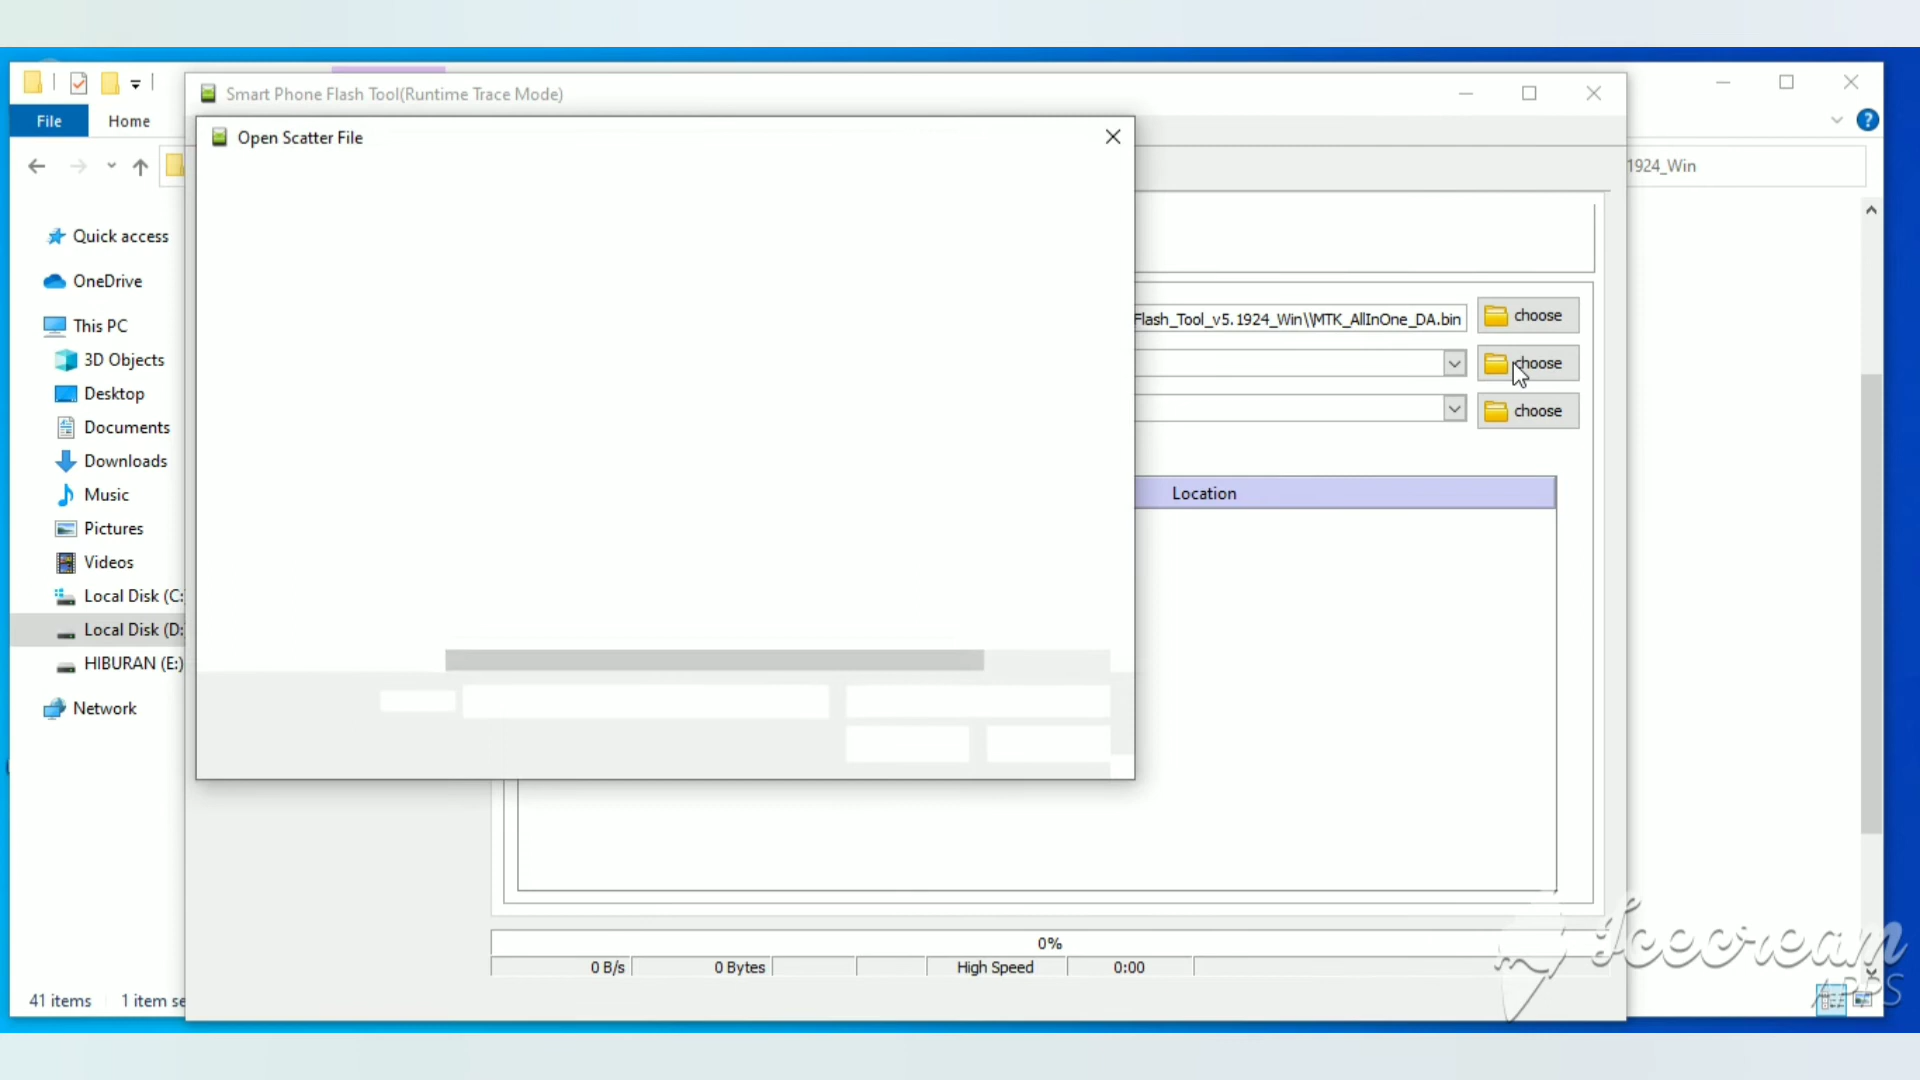 Smart Phone Flash Tool(Runtime Trace Mode)
File
Home
Open Scatter File
1924_Win
Quick access
OneDrive
This PC
3D Objects
Desktop
Documents
Downloads
Music
Pictures
Videos
Local Disk (C:
Local Disk (D:
HIBURAN (E:)
Network
Flash_Tool_v5.1924_Win\\MTK_AllInOne_DA.bin
choose
choose
choose
Location
0%
0 B/s
0 Bytes
High Speed
0:00
41 items
1 item se
Icecream
APPS